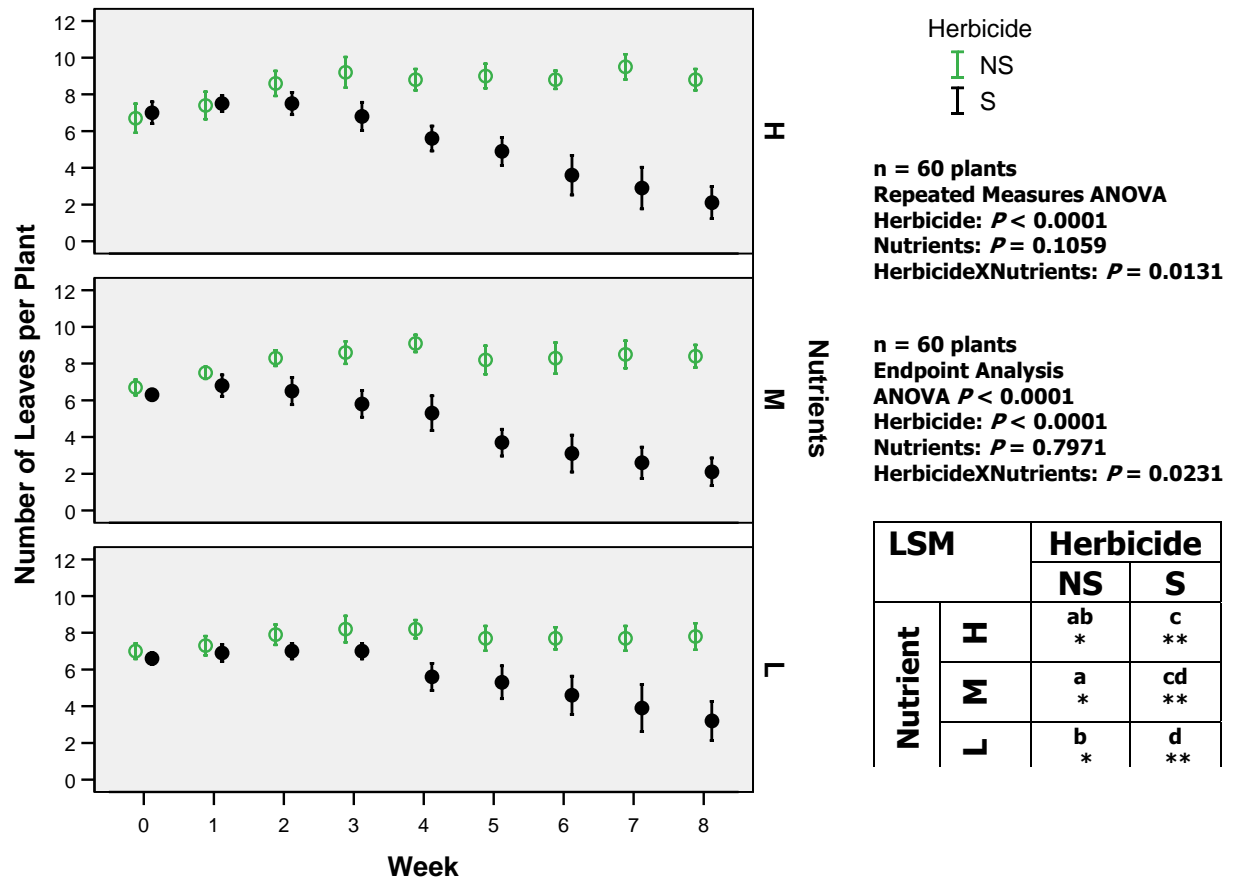 Number of Leaves per Plant
12
10
8
6
4
2
0
H
12
10
8
6
4
2
0
M
12
10
8
6
4
2
0
L
Nutrients
0 1 2 3 4 5 6 7 8
Week
Herbicide
NS
S
n = 60 plants
Repeated Measures ANOVA
Herbicide: P < 0.0001
Nutrients: P = 0.1059
HerbicideXNutrients: P = 0.0131
n = 60 plants
Endpoint Analysis
ANOVA P < 0.0001
Herbicide: P < 0.0001
Nutrients: P = 0.7971
HerbicideXNutrients: P = 0.0231
LSM Herbicide
NS S
Nutrient
H ab c
* **
M a cd
* **
L b d
* **